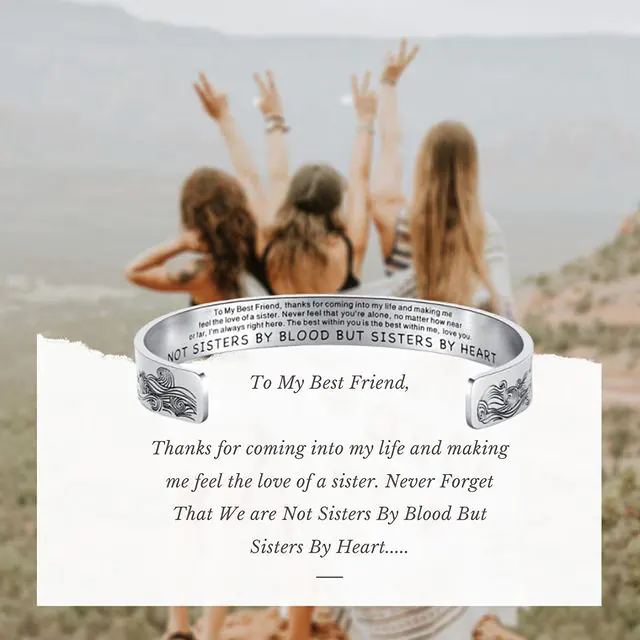 To My Best Friend, thanks for coming into my life and making me
feel the love of a sister. Never feel that you're alone, no matter how near
or far, I'm always right here. The best within you is the best within me, love you.
NOT SISTERS BY BLOOD BUT SISTERS BY HEART
To My Best Friend,
Thanks for coming into my life and making
me feel the love of a sister. Never Forget
That We are Not Sisters By Blood But
Sisters By Heart.....